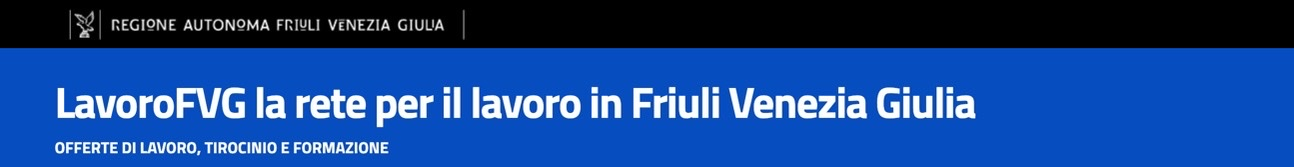 REGIONE AUTONOMA FRIULI VENEZIA GIULIA
LavoroFVG la rete per il lavoro in Friuli Venezia Giulia
OFFERTE DI LAVORO, TIROCINIO E FORMAZIONE